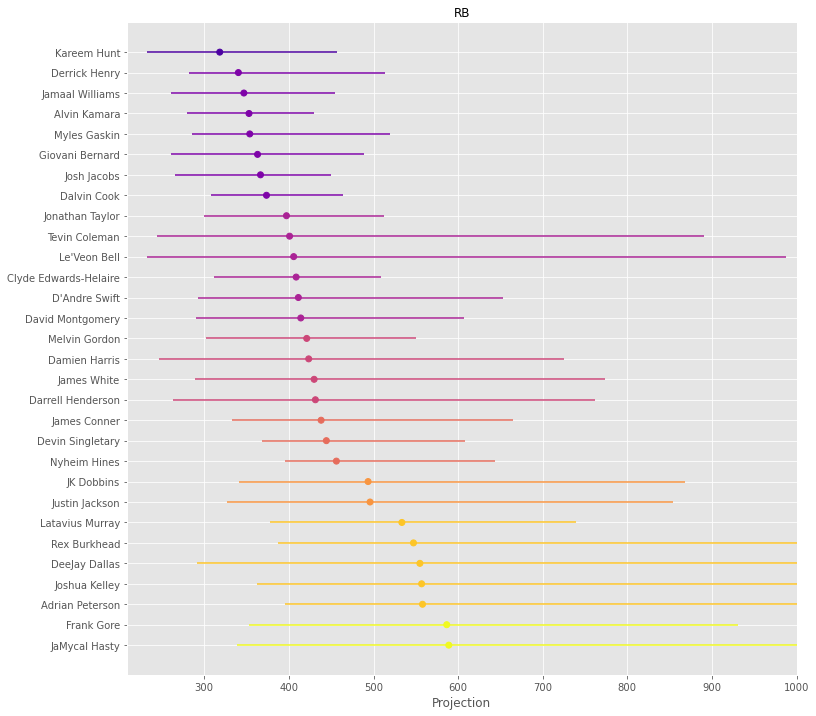 RB
Kareem Hunt
Derrick Henry
Jamaal Williams
Alvin Kamara
Myles Gaskin
Giovani Bernard
Josh Jacobs
Dalvin Cook
Jonathan Taylor
Tevin Coleman
Le'Veon Bell
Clyde Edwards-Helaire
D'Andre Swift
David Montgomery
Melvin Gordon
Damien Harris
James White
Darrell Henderson
James Conner
Devin Singletary
Nyheim Hines
JK Dobbins
Justin Jackson
Latavius Murray
Rex Burkhead
DeeJay Dallas
Joshua Kelley
Adrian Peterson
Frank Gore
JaMycal Hasty
300 400 500 600 700 800 900 1000
Projection